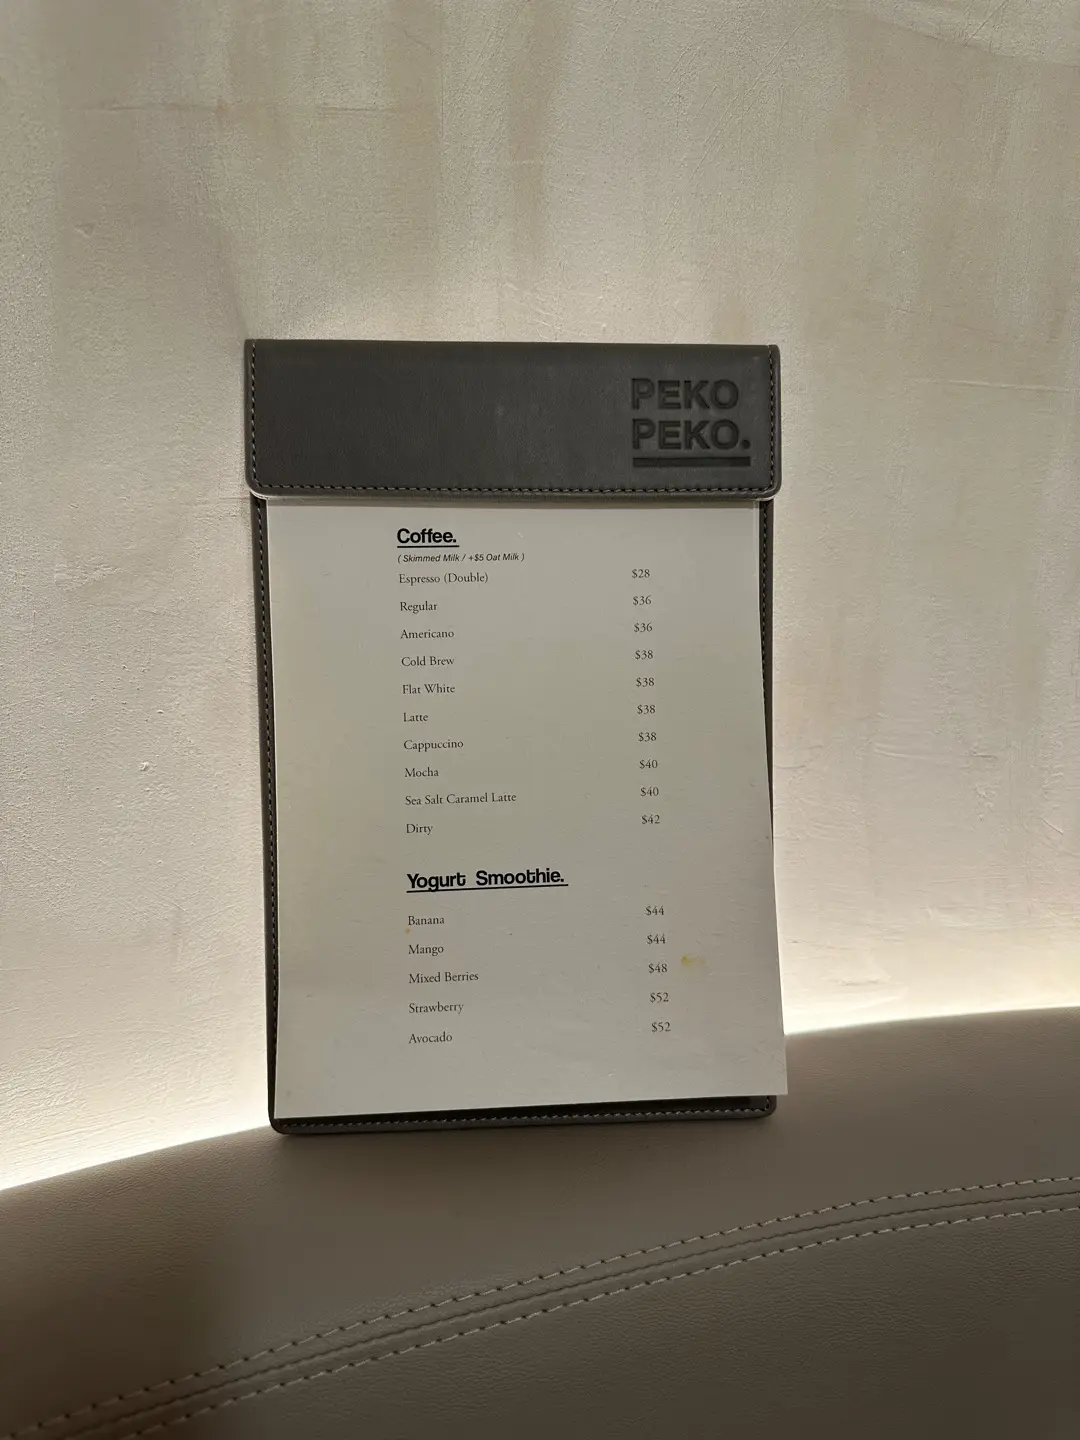 PEKO
PEKO.
Coffee.
( Skimmed Milk / +$5 Oat Milk )
Espresso (Double) $28
Regular $36
Americano $36
Cold Brew $38
Flat White $38
Latte $38
Cappuccino $38
Mocha $40
Sea Salt Caramel Latte $40
Dirty $42
Yogurt Smoothie.
Banana $44
Mango $44
Mixed Berries $48
Strawberry $52
Avocado $52